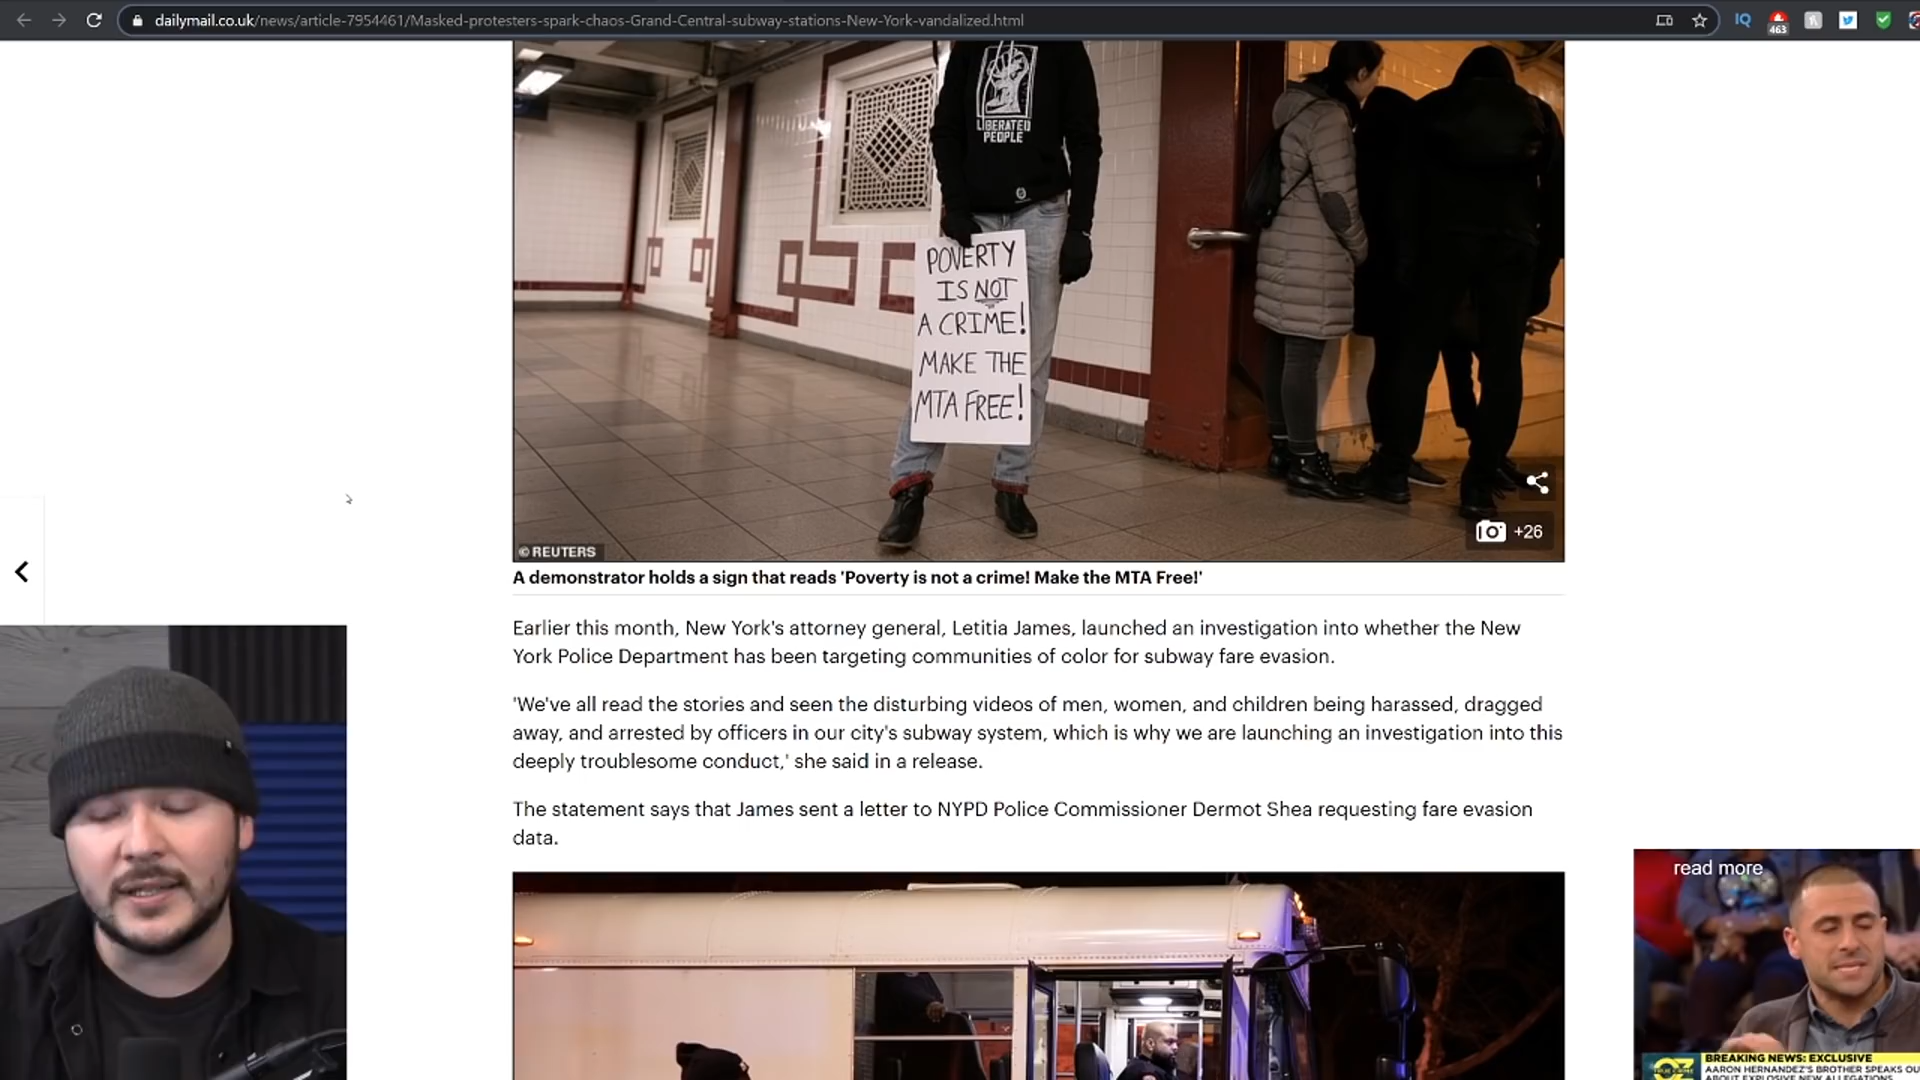 dailymail.co.uk/news/article-7954461/Masked-protesters-spark-chaos-Grand-Central-subway-stations-New-York-vandalized.html
IQ
463
LIBERATED
PEOPLE
POVERTY
IS NOT
A CRIME!
MAKE THE
MTA FREE!
+26
© REUTERS
A demonstrator holds a sign that reads 'Poverty is not a crime! Make the MTA Free!'
Earlier this month, New York's attorney general, Letitia James, launched an investigation into whether the New
York Police Department has been targeting communities of color for subway fare evasion.
'We've all read the stories and seen the disturbing videos of men, women, and children being harassed, dragged
away, and arrested by officers in our city's subway system, which is why we are launching an investigation into this
deeply troublesome conduct,' she said in a release.
The statement says that James sent a letter to NYPD Police Commissioner Dermot Shea requesting fare evasion
data.
read more
OZ
BREAKING NEWS: EXCLUSIVE
AARON HERNANDEZ'S BROTHER SPEAKS OU
ABOUT EXPLOSIVE NEW ALLEGATIONS